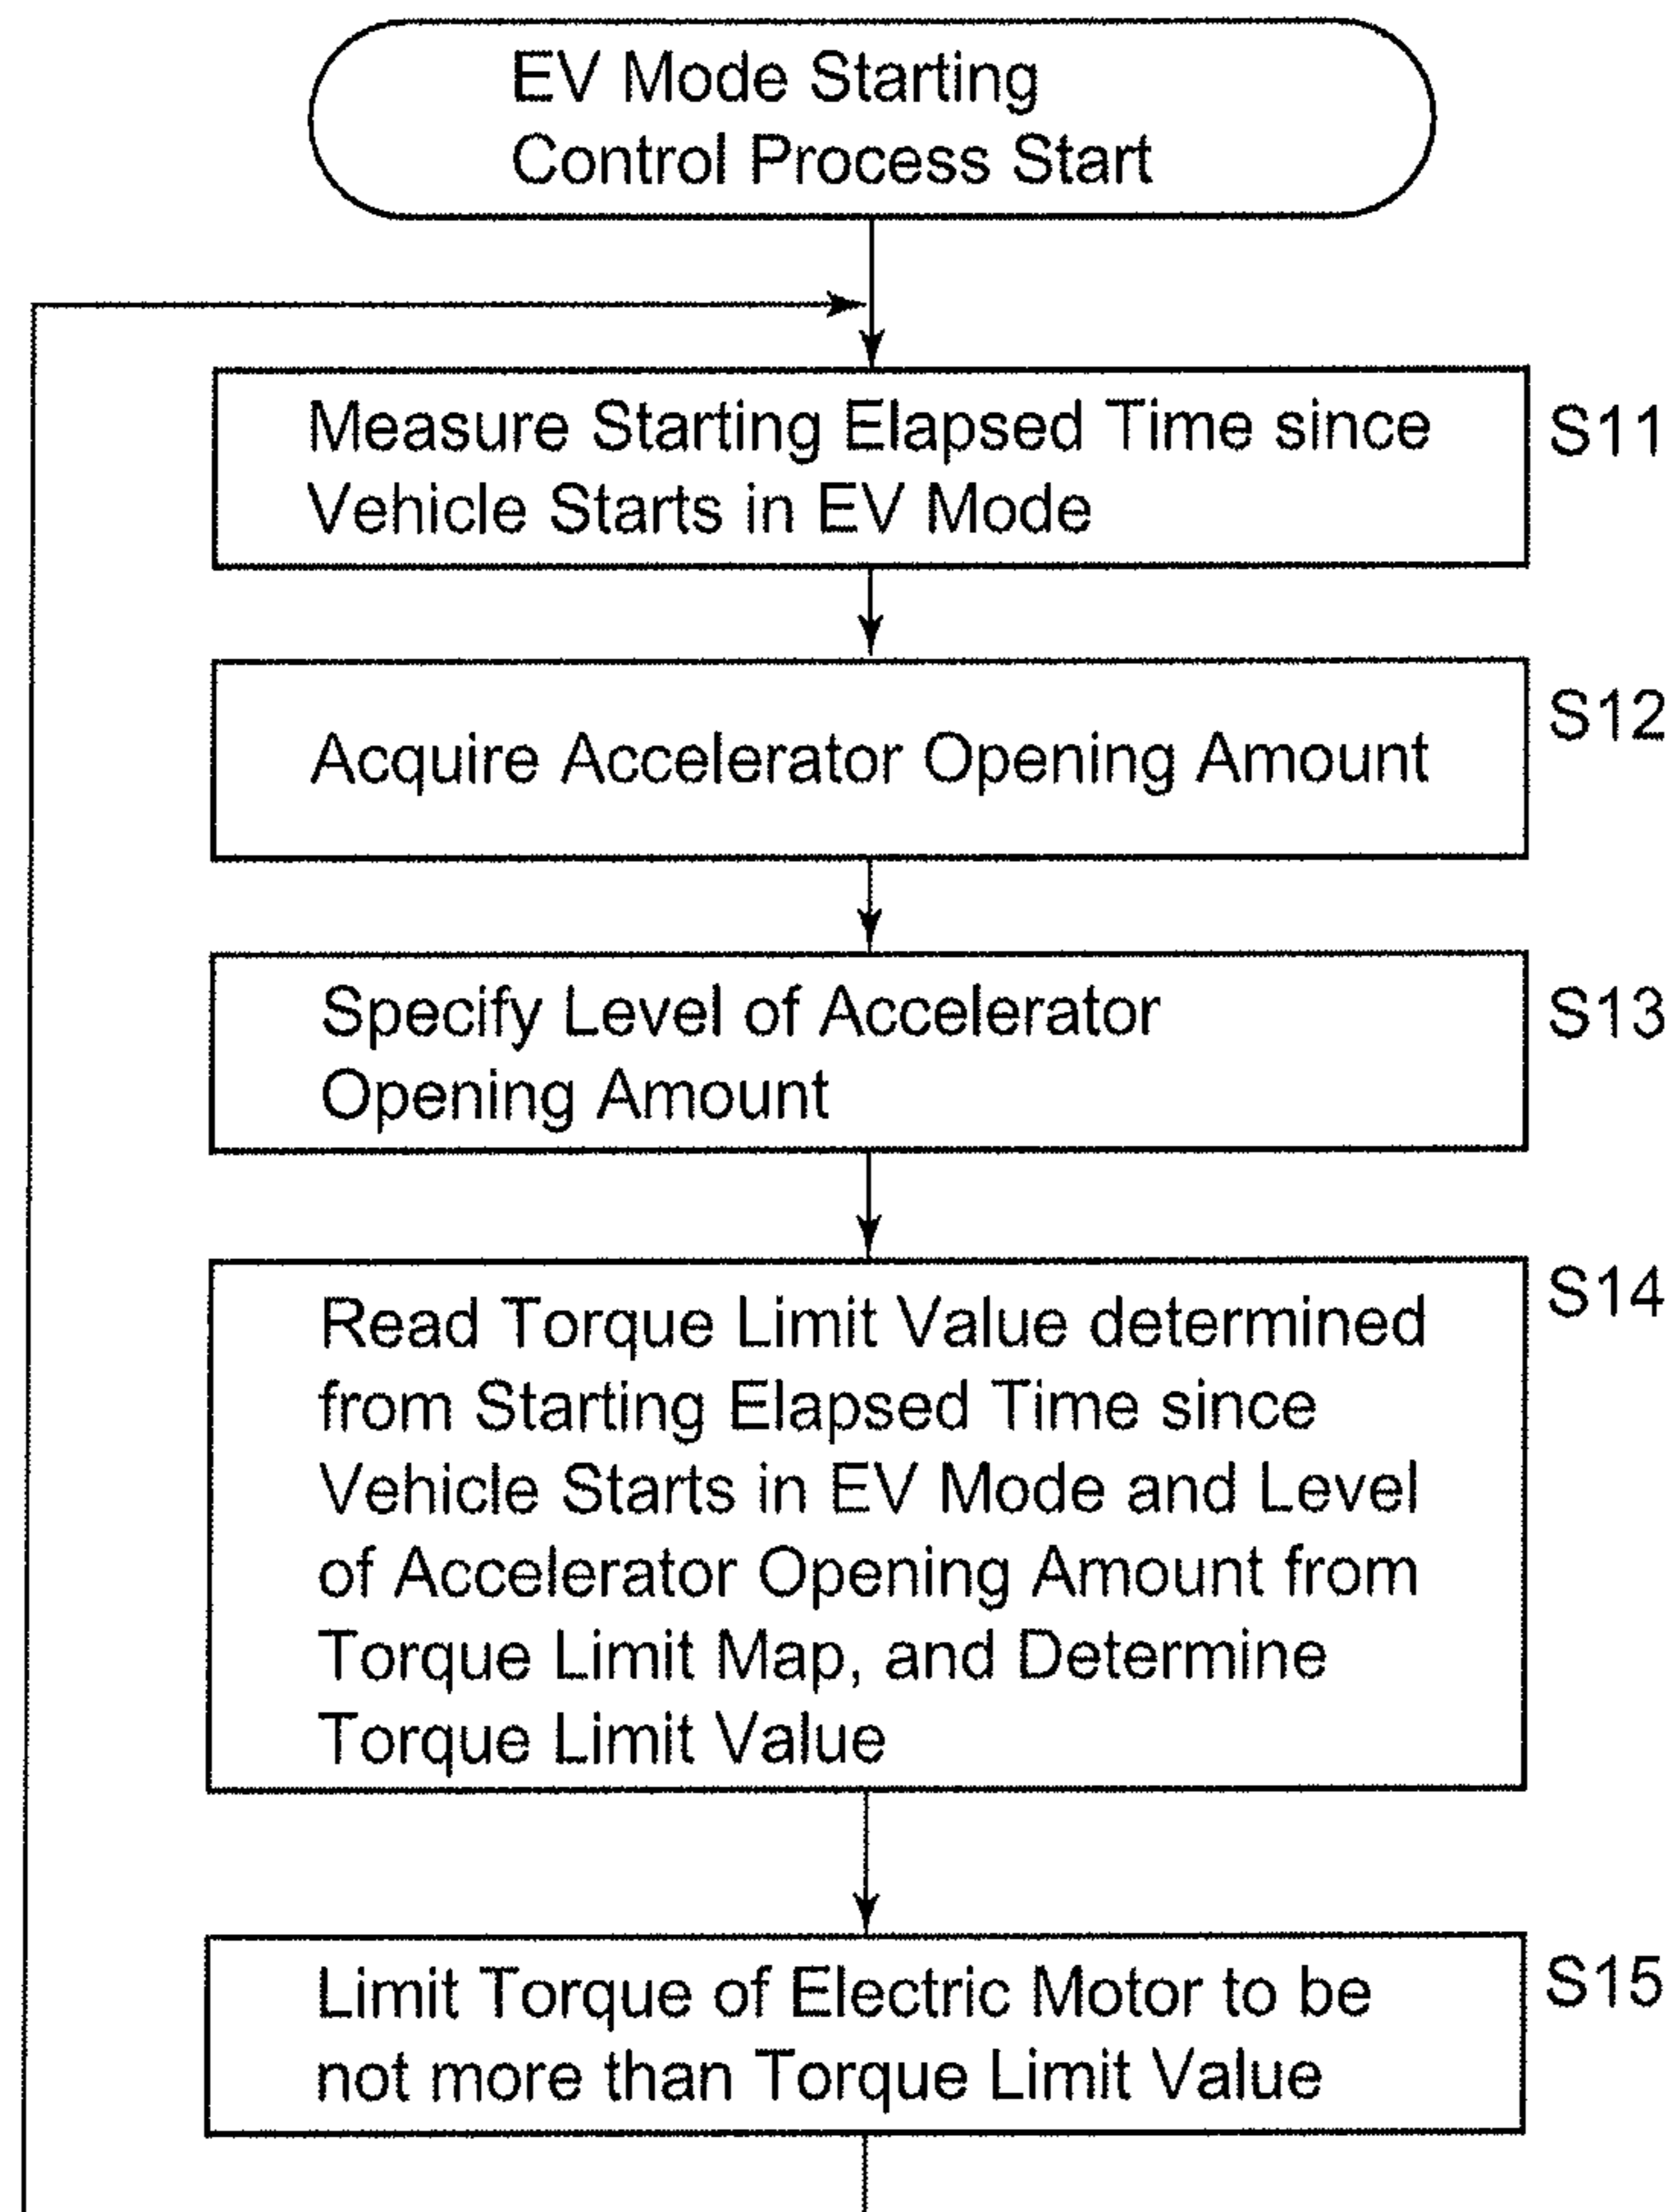 EV Mode Starting
Control Process Start
Measure Starting Elapsed Time since
Vehicle Starts in EV Mode
S11
Acquire Accelerator Opening Amount
S12
Specify Level of Accelerator
Opening Amount
S13
Read Torque Limit Value determined
from Starting Elapsed Time since
Vehicle Starts in EV Mode and Level
of Accelerator Opening Amount from
Torque Limit Map, and Determine
Torque Limit Value
S14
Limit Torque of Electric Motor to be
not more than Torque Limit Value
S15